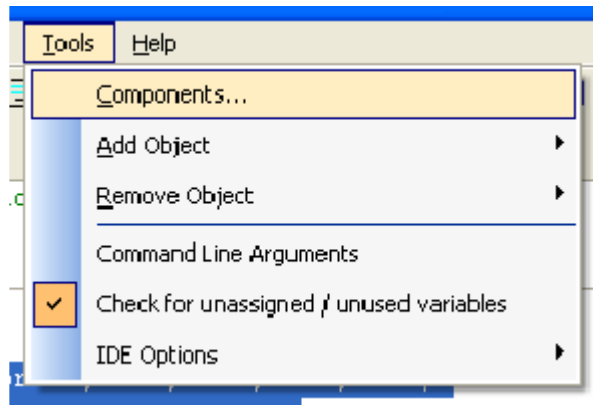 Tools Help
Components...
Add Object
Remove Object
Command Line Arguments
Check for unassigned / unused variables
IDE Options